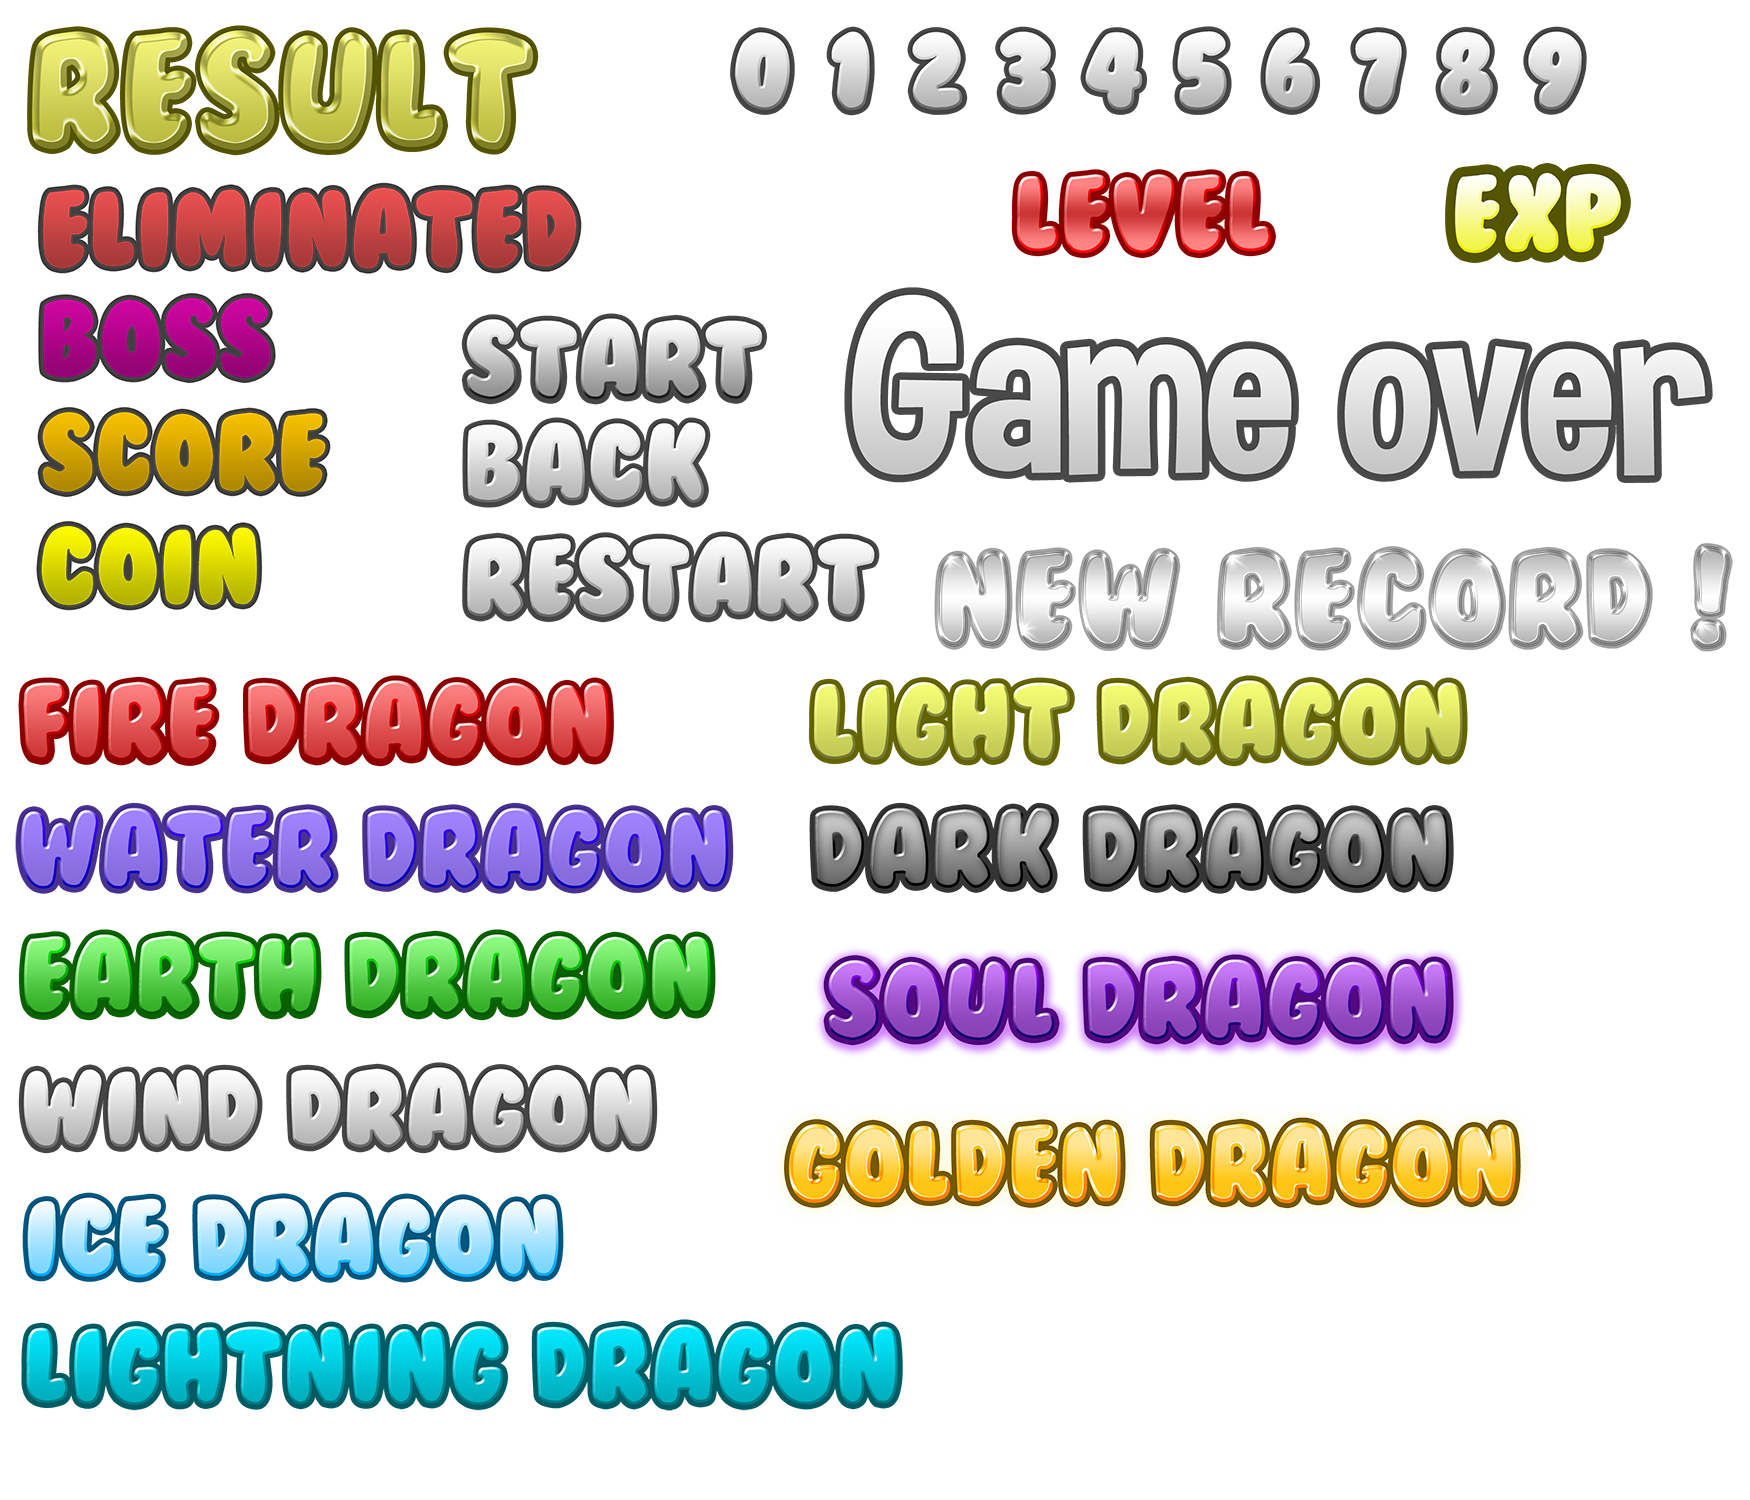 RESULT
0 1 2 3 4 5 6 7 8 9
ELIMINATED
LEVEL
EXP
BOSS
START
Game over
SCORE
BACK
COIN
RESTART
NEW RECORD !
FIRE DRAGON
LIGHT DRAGON
WATER DRAGON
DARK DRAGON
EARTH DRAGON
SOUL DRAGON
WIND DRAGON
GOLDEN DRAGON
ICE DRAGON
LIGHTNING DRAGON